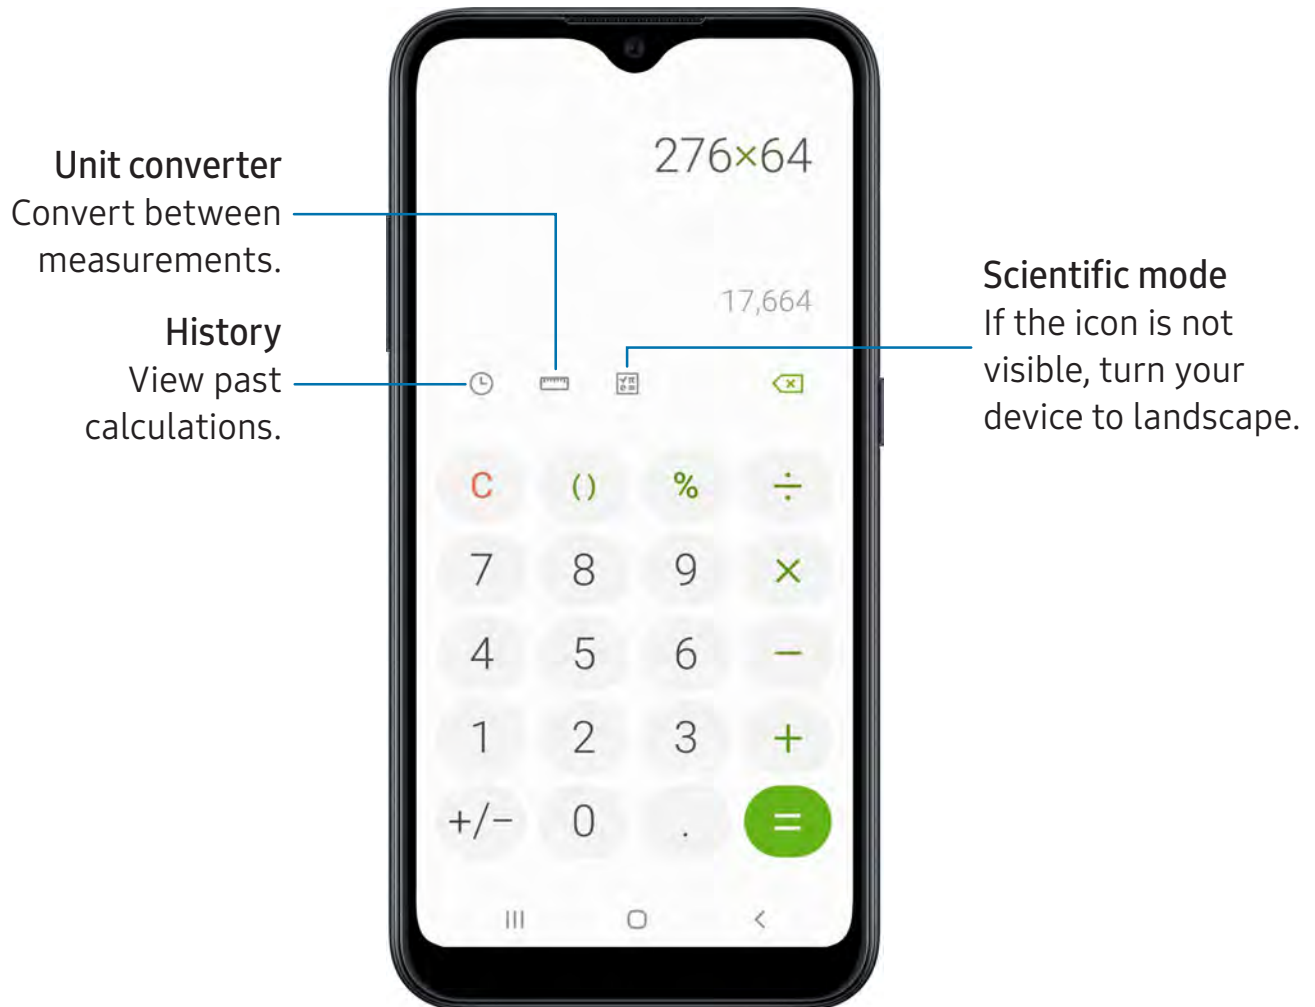 Unit converter
Convert between
measurements.
History
View past
calculations.
276×64
17,664
Scientific mode
If the icon is not
visible, turn your
device to landscape.
C () % ÷
7 8 9 ×
4 5 6 −
1 2 3 +
+/− 0 . =